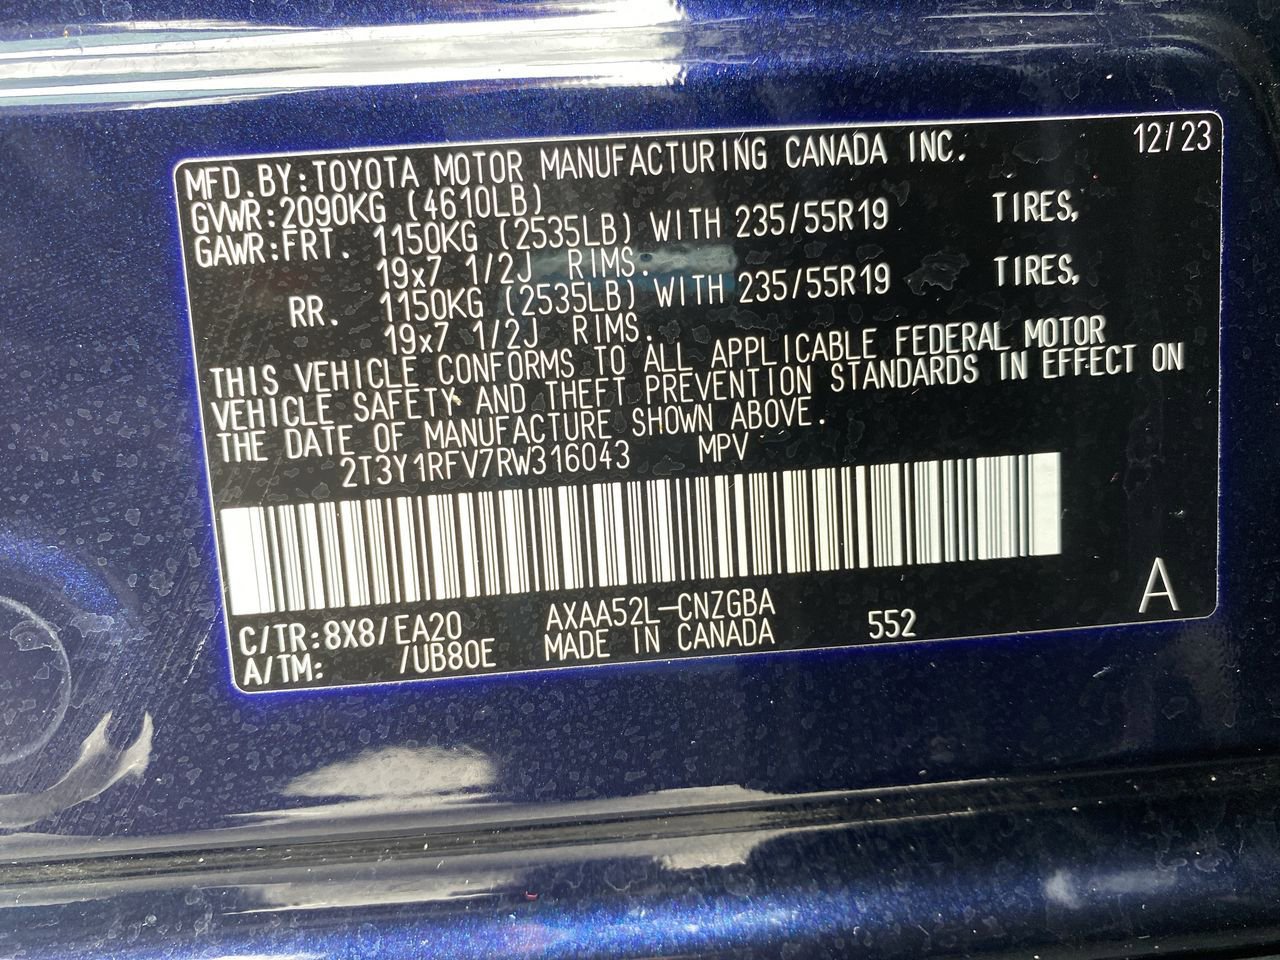 MFD.BY:TOYOTA MOTOR MANUFACTURING CANADA INC. 12/23
GVWR:2090KG (4610LB)
GAWR:FRT. 1150KG (2535LB) WITH 235/55R19 TIRES,
19x7 1/2J RIMS.
RR. 1150KG (2535LB) WITH 235/55R19 TIRES,
19x7 1/2J RIMS.
THIS VEHICLE CONFORMS TO ALL APPLICABLE FEDERAL MOTOR
VEHICLE SAFETY AND THEFT PREVENTION STANDARDS IN EFFECT ON
THE DATE OF MANUFACTURE SHOWN ABOVE.
2T3Y1RFV7RW316043 MPV
C/TR:8X8/EA20 AXAA52L-CNZGBA 552 A
A/TM: /UB80E MADE IN CANADA